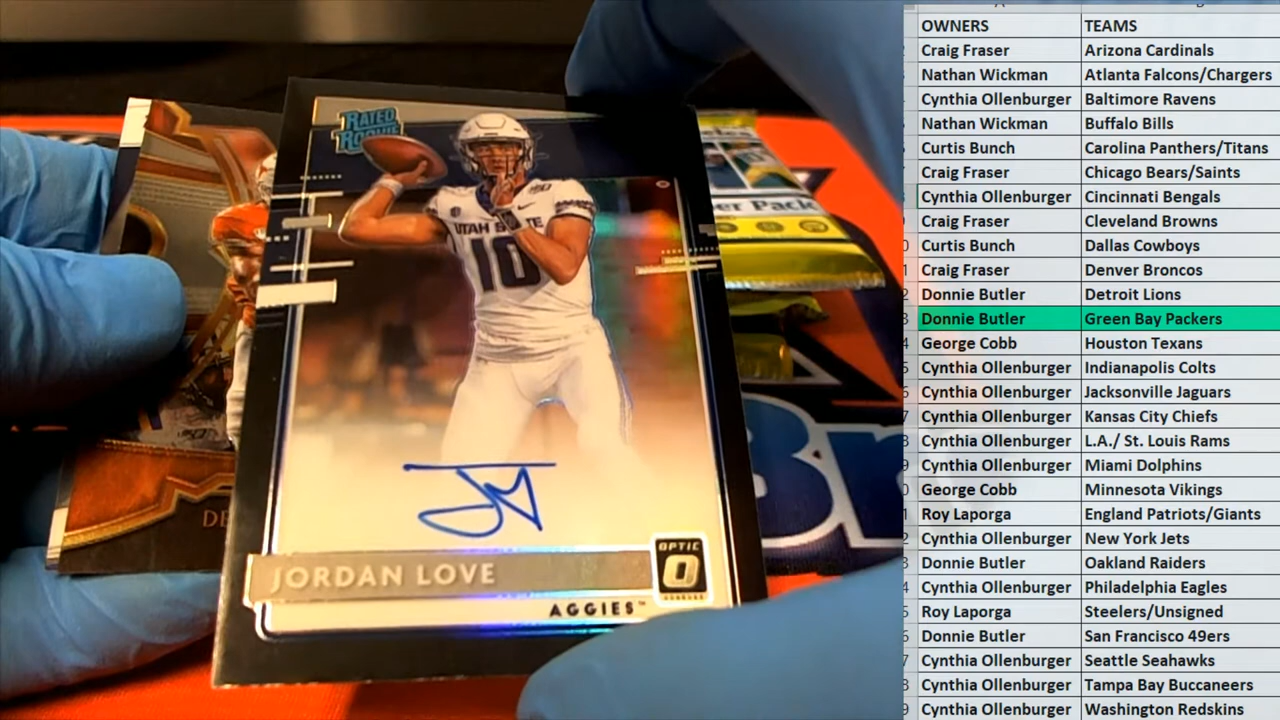 RATED
ROOKIE
UTAH STATE
10
JORDAN LOVE
OPTIC
AGGIES™
DE
OWNERS TEAMS
Craig Fraser Arizona Cardinals
Nathan Wickman Atlanta Falcons/Chargers
Cynthia Ollenburger Baltimore Ravens
Nathan Wickman Buffalo Bills
Curtis Bunch Carolina Panthers/Titans
Craig Fraser Chicago Bears/Saints
Cynthia Ollenburger Cincinnati Bengals
Craig Fraser Cleveland Browns
Curtis Bunch Dallas Cowboys
Craig Fraser Denver Broncos
Donnie Butler Detroit Lions
Donnie Butler Green Bay Packers
George Cobb Houston Texans
Cynthia Ollenburger Indianapolis Colts
Cynthia Ollenburger Jacksonville Jaguars
Cynthia Ollenburger Kansas City Chiefs
Cynthia Ollenburger L.A./ St. Louis Rams
Cynthia Ollenburger Miami Dolphins
George Cobb Minnesota Vikings
Roy Laporga England Patriots/Giants
Cynthia Ollenburger New York Jets
Donnie Butler Oakland Raiders
Cynthia Ollenburger Philadelphia Eagles
Roy Laporga Steelers/Unsigned
Donnie Butler San Francisco 49ers
Cynthia Ollenburger Seattle Seahawks
Cynthia Ollenburger Tampa Bay Buccaneers
Cynthia Ollenburger Washington Redskins